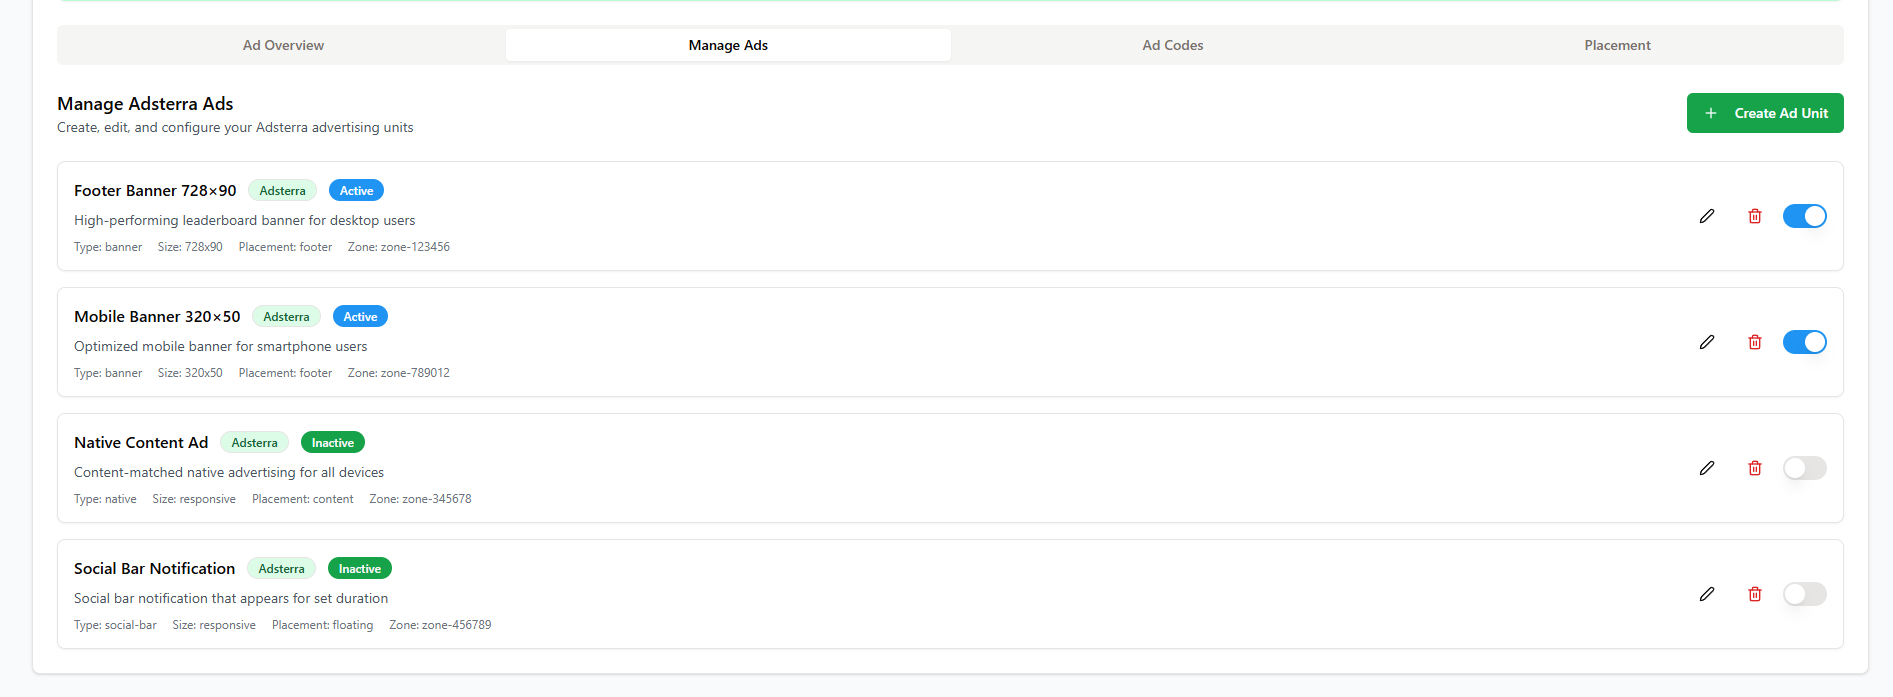 Ad Overview Manage Ads Ad Codes Placement
Manage Adsterra Ads
Create, edit, and configure your Adsterra advertising units
+ Create Ad Unit
Footer Banner 728×90 Adsterra Active
High-performing leaderboard banner for desktop users
Type: banner Size: 728x90 Placement: footer Zone: zone-123456
Mobile Banner 320×50 Adsterra Active
Optimized mobile banner for smartphone users
Type: banner Size: 320x50 Placement: footer Zone: zone-789012
Native Content Ad Adsterra Inactive
Content-matched native advertising for all devices
Type: native Size: responsive Placement: content Zone: zone-345678
Social Bar Notification Adsterra Inactive
Social bar notification that appears for set duration
Type: social-bar Size: responsive Placement: floating Zone: zone-456789